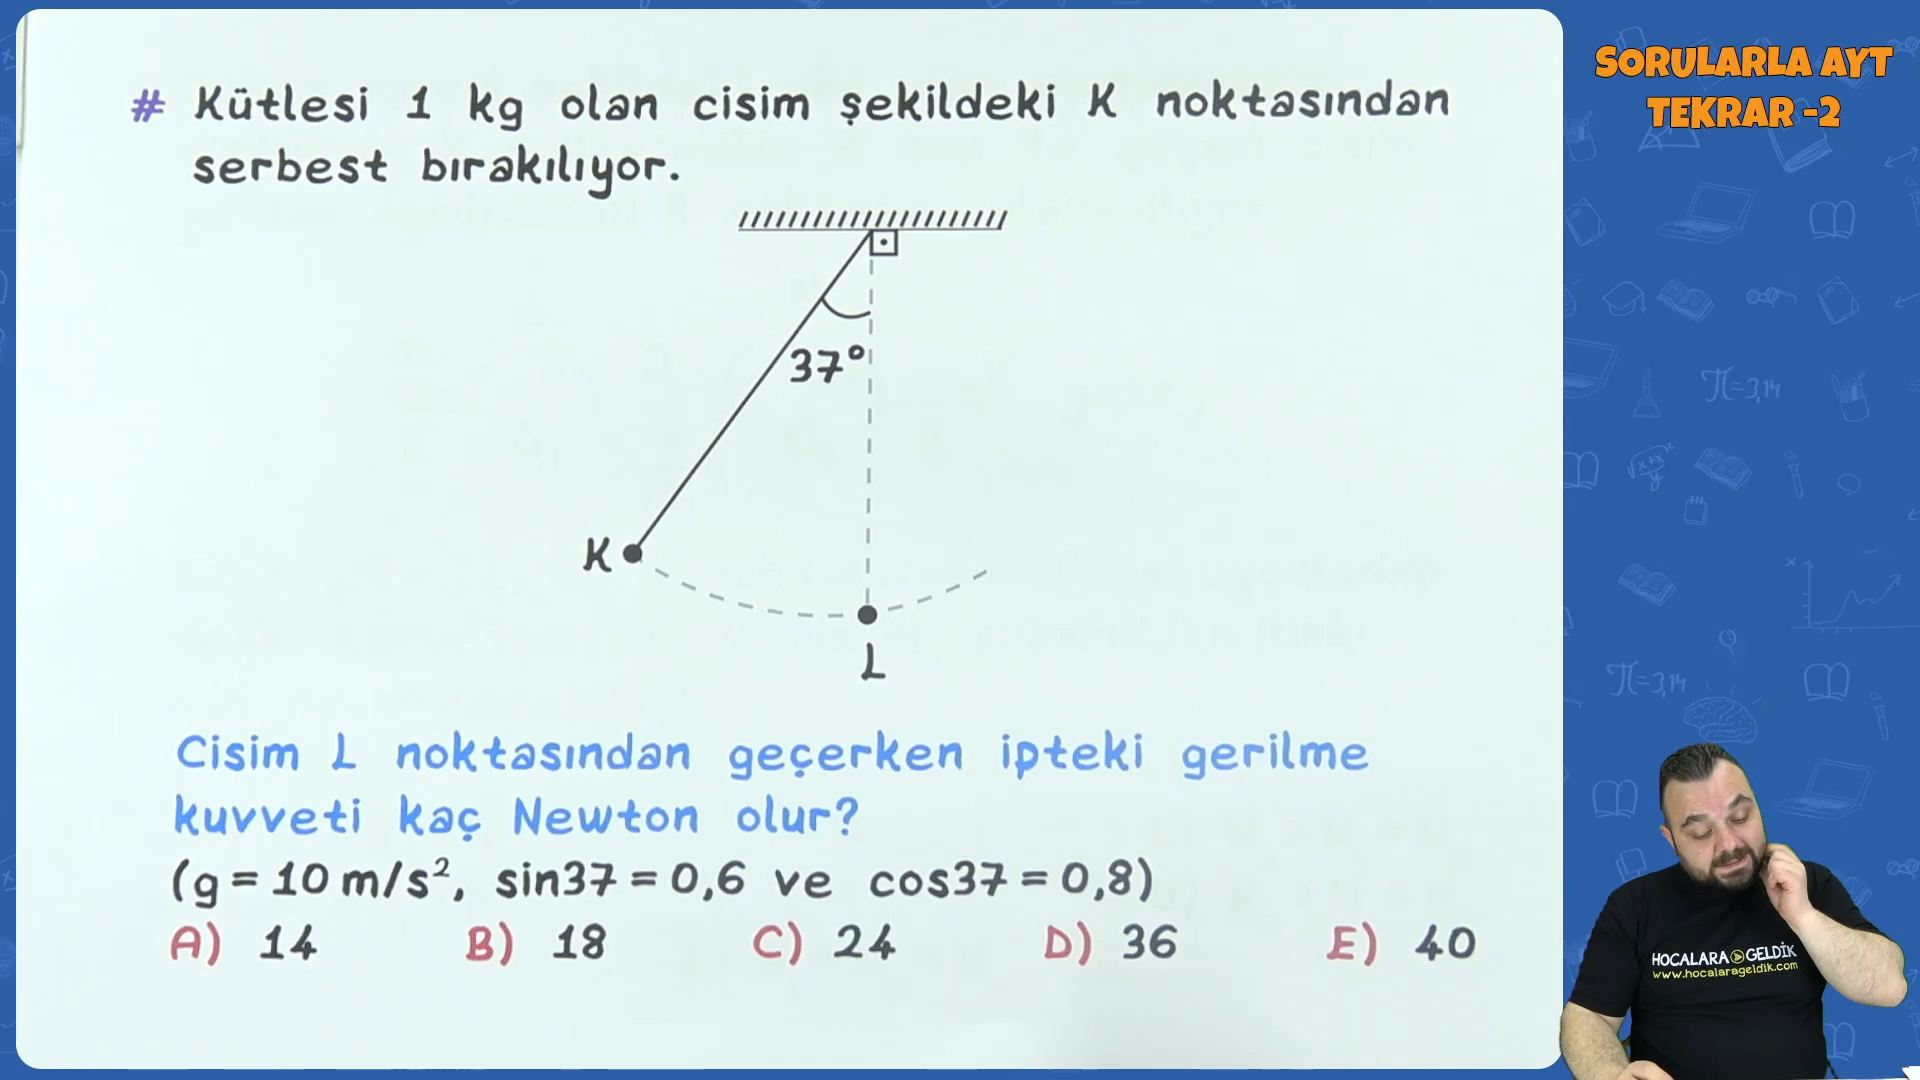 SORULARLA AYT
TEKRAR -2
# Kütlesi 1 kg olan cisim şekildeki K noktasından
serbest bırakılıyor.
37°
K
L
Cisim L noktasından geçerken ipteki gerilme
kuvveti kaç Newton olur?
(g = 10 m/s², sin37 = 0,6 ve cos37 = 0,8)
A) 14 B) 18 C) 24 D) 36 E) 40
π=3,14
π=3,14
HOCALARA GELDİK
www.hocalarageldik.com